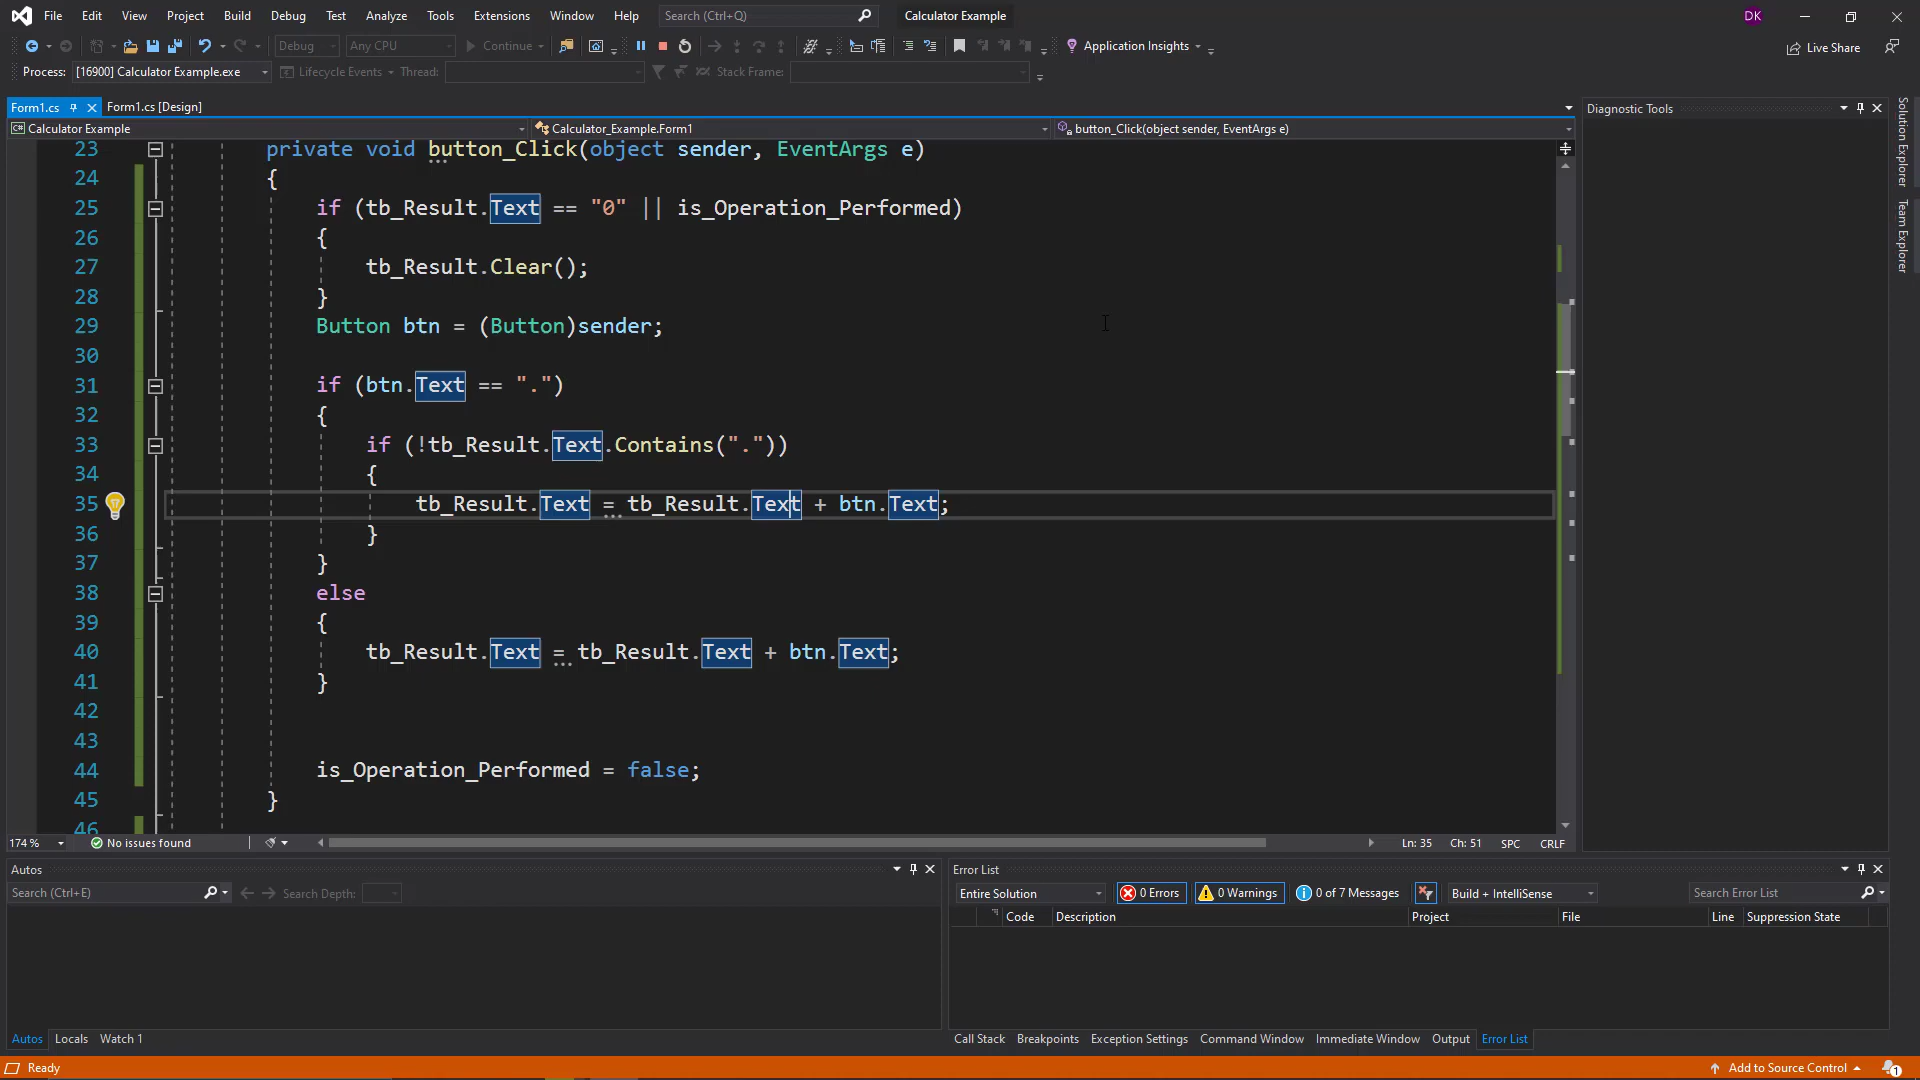 File Edit View Project Build Debug Test Analyze Tools Extensions Window Help Search (Ctrl+Q) Calculator Example DK
Debug Any CPU Continue Application Insights Live Share
Process: [16900] Calculator Example.exe Lifecycle Events Thread: Stack Frame:
Form1.cs Form1.cs [Design] Diagnostic Tools
Calculator Example Calculator_Example.Form1 button_Click(object sender, EventArgs e)
Solution Explorer
Team Explorer
23 private void button_Click(object sender, EventArgs e)
24 {
25 if (tb_Result.Text == "0" || is_Operation_Performed)
26 {
27 tb_Result.Clear();
28 }
29 Button btn = (Button)sender;
30
31 if (btn.Text == ".")
32 {
33 if (!tb_Result.Text.Contains("."))
34 {
35 tb_Result.Text = tb_Result.Text + btn.Text;
36 }
37 }
38 else
39 {
40 tb_Result.Text = tb_Result.Text + btn.Text;
41 }
42
43
44 is_Operation_Performed = false;
45 }
46
174 % No issues found Ln: 35 Ch: 51 SPC CRLF
Autos
Search (Ctrl+E) Search Depth:
Error List
Entire Solution 0 Errors 0 Warnings 0 of 7 Messages Build + IntelliSense Search Error List
Code Description Project File Line Suppression State
Autos Locals Watch 1
Call Stack Breakpoints Exception Settings Command Window Immediate Window Output Error List
Ready Add to Source Control 1